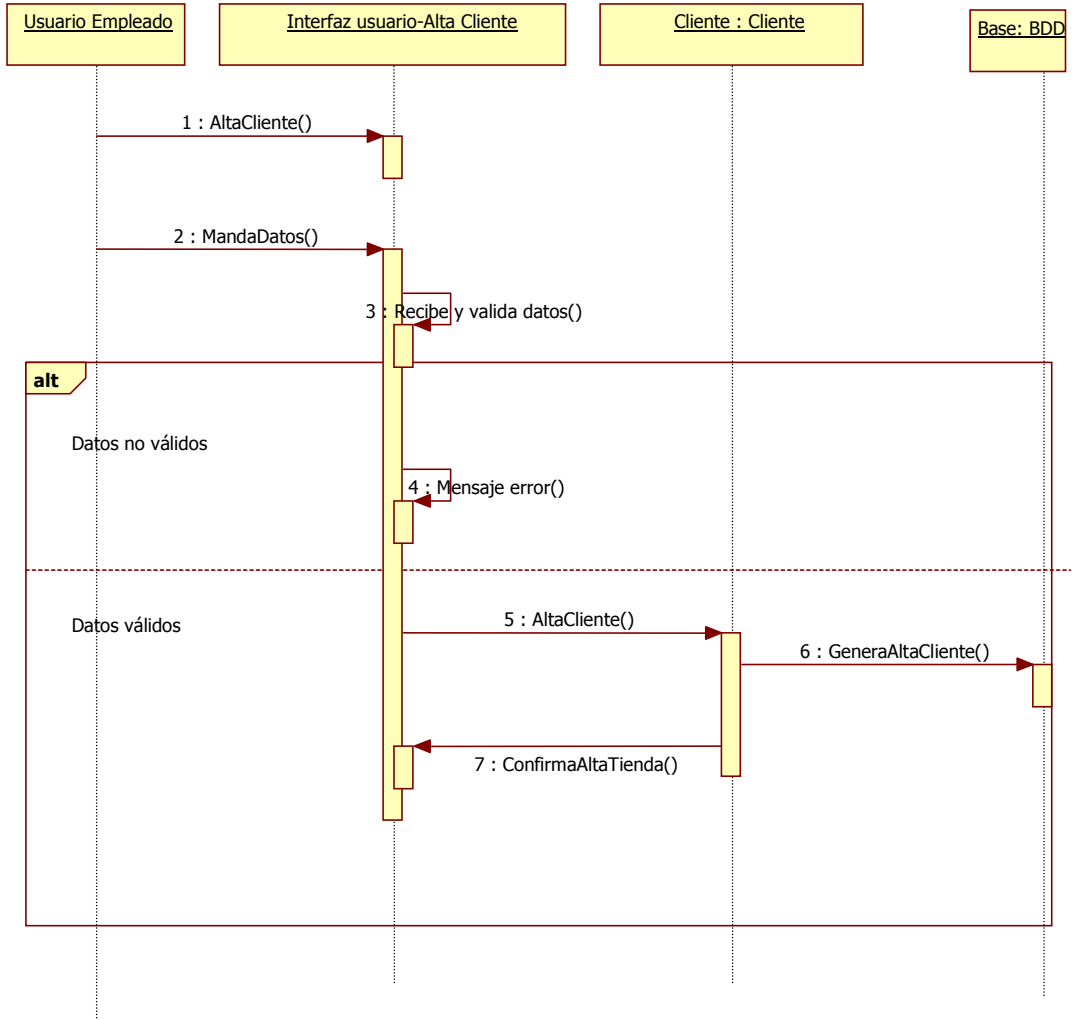 Usuario Empleado
Interfaz usuario-Alta Cliente
Cliente : Cliente
Base: BDD
1 : AltaCliente()
2 : MandaDatos()
3 : Recibe y valida datos()
alt
Datos no válidos
4 : Mensaje error()
Datos válidos
5 : AltaCliente()
6 : GeneraAltaCliente()
7 : ConfirmaAltaTienda()